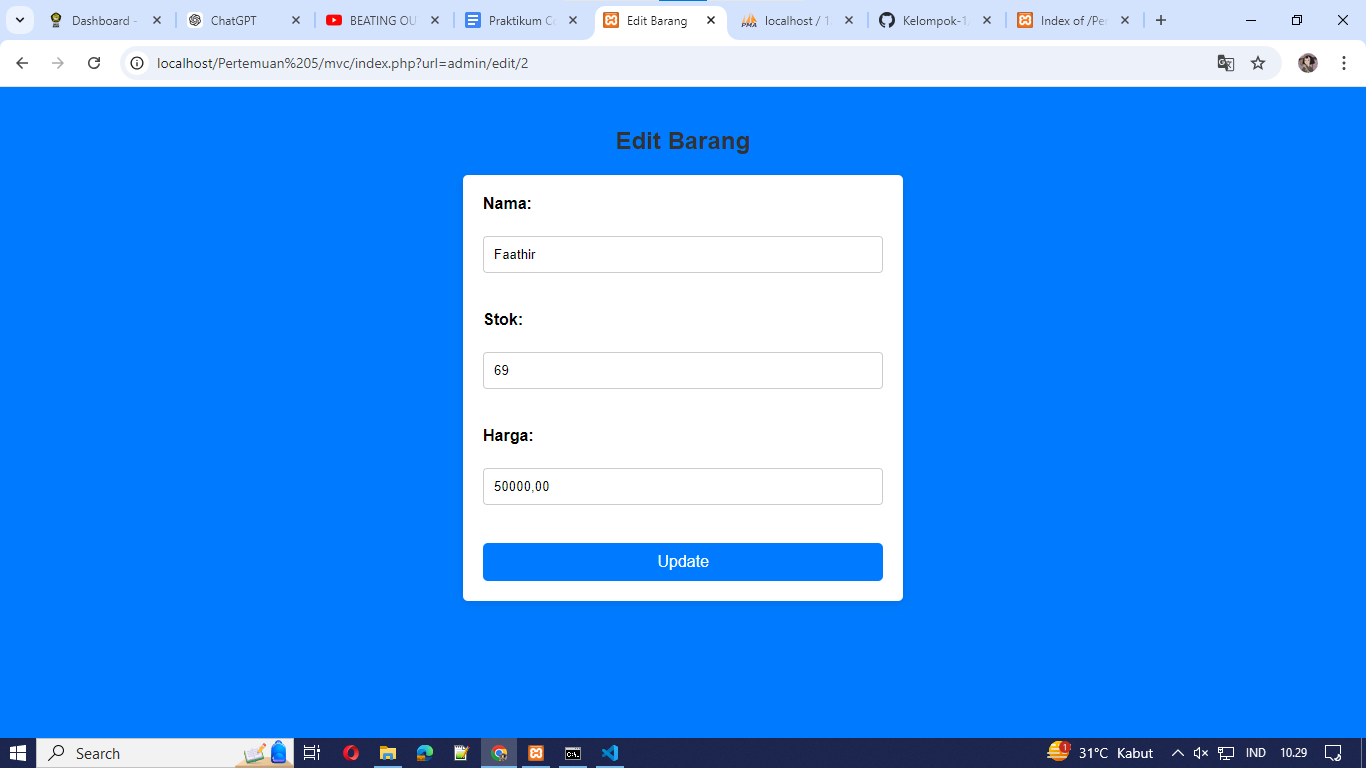 Dashboard -
ChatGPT
BEATING OU
Praktikum Co
Edit Barang
localhost / 1
Kelompok-1
Index of /Per
localhost/Pertemuan%205/mvc/index.php?url=admin/edit/2
Edit Barang
Nama:
Faathir
Stok:
69
Harga:
50000,00
Update
Search
1
31°C Kabut
IND
10.29